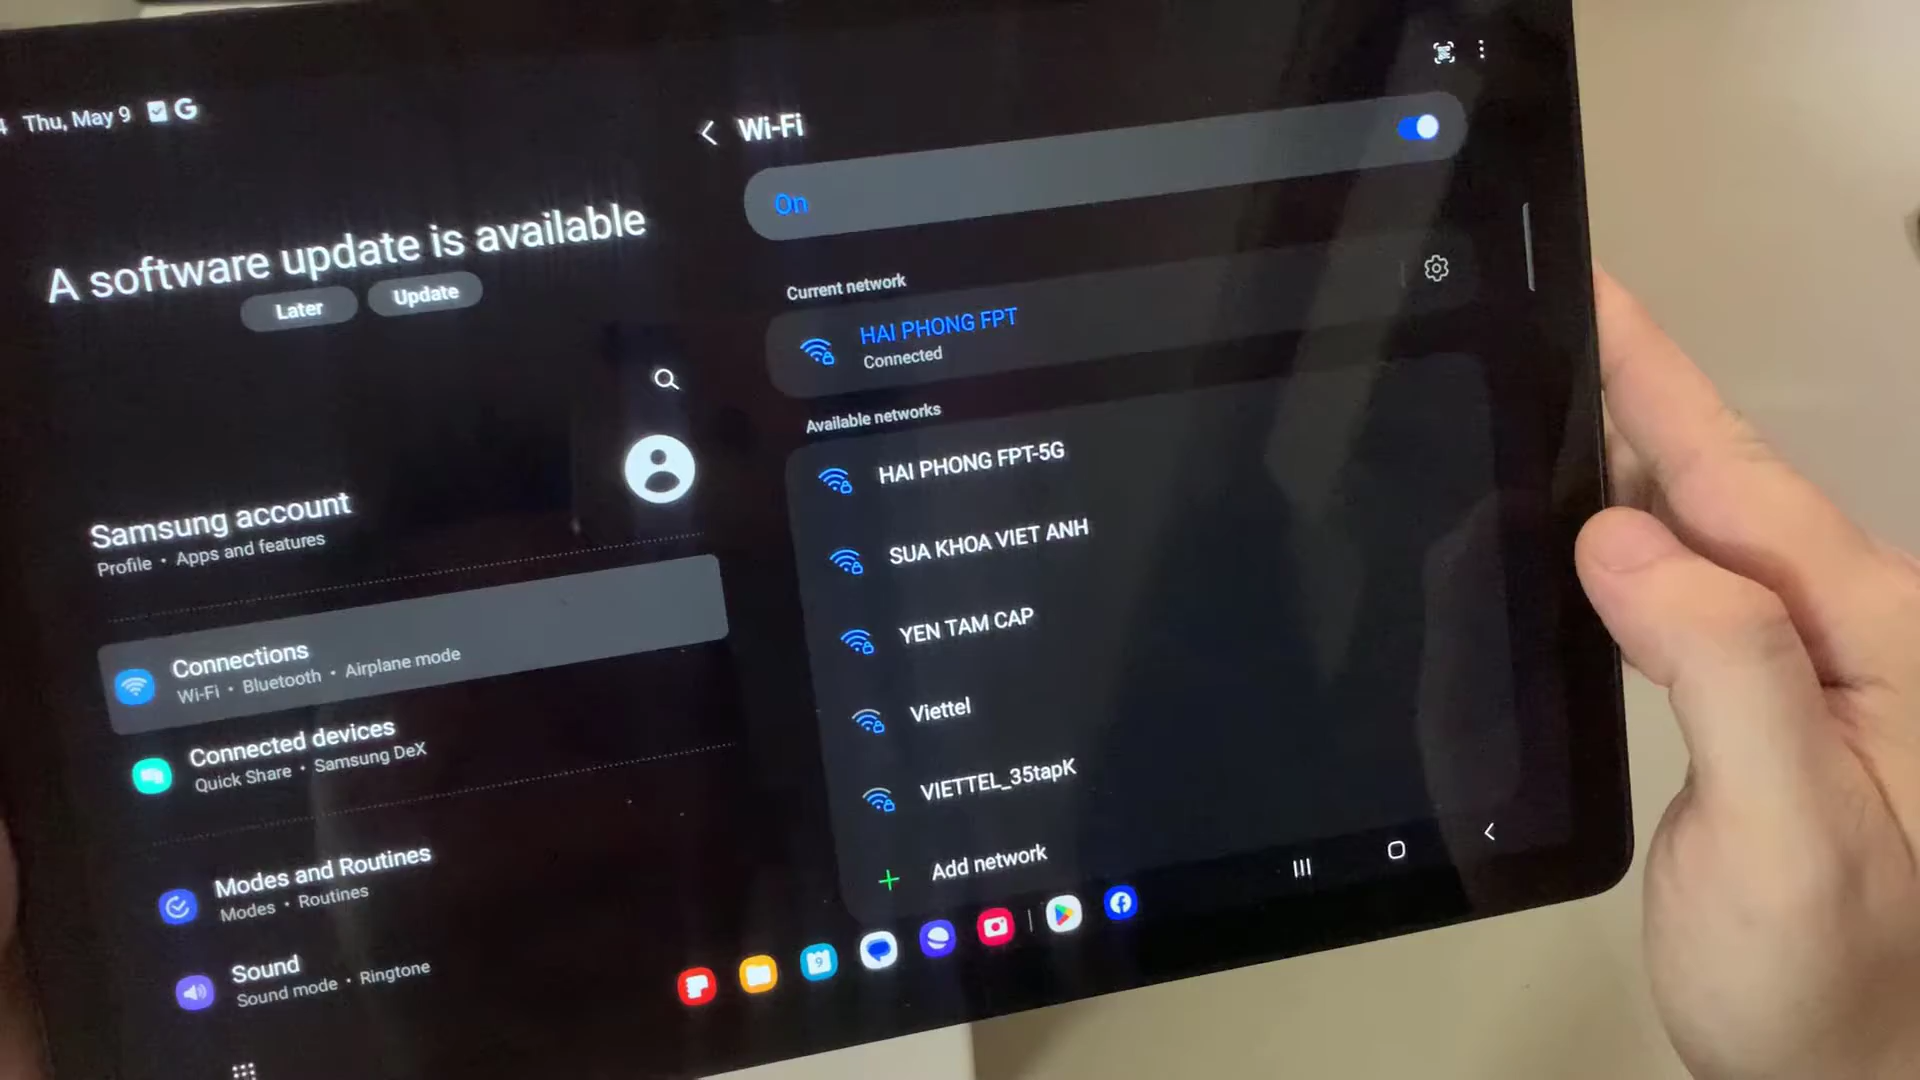 4 Thu, May 9
A software update is available
Later
Update
Samsung account
Profile • Apps and features
Connections
Wi-Fi • Bluetooth • Airplane mode
Connected devices
Quick Share • Samsung DeX
Modes and Routines
Modes • Routines
Sound
Sound mode • Ringtone
Wi-Fi
On
Current network
HAI PHONG FPT
Connected
Available networks
HAI PHONG FPT-5G
SUA KHOA VIET ANH
YEN TAM CAP
Viettel
VIETTEL_35tapK
Add network
9